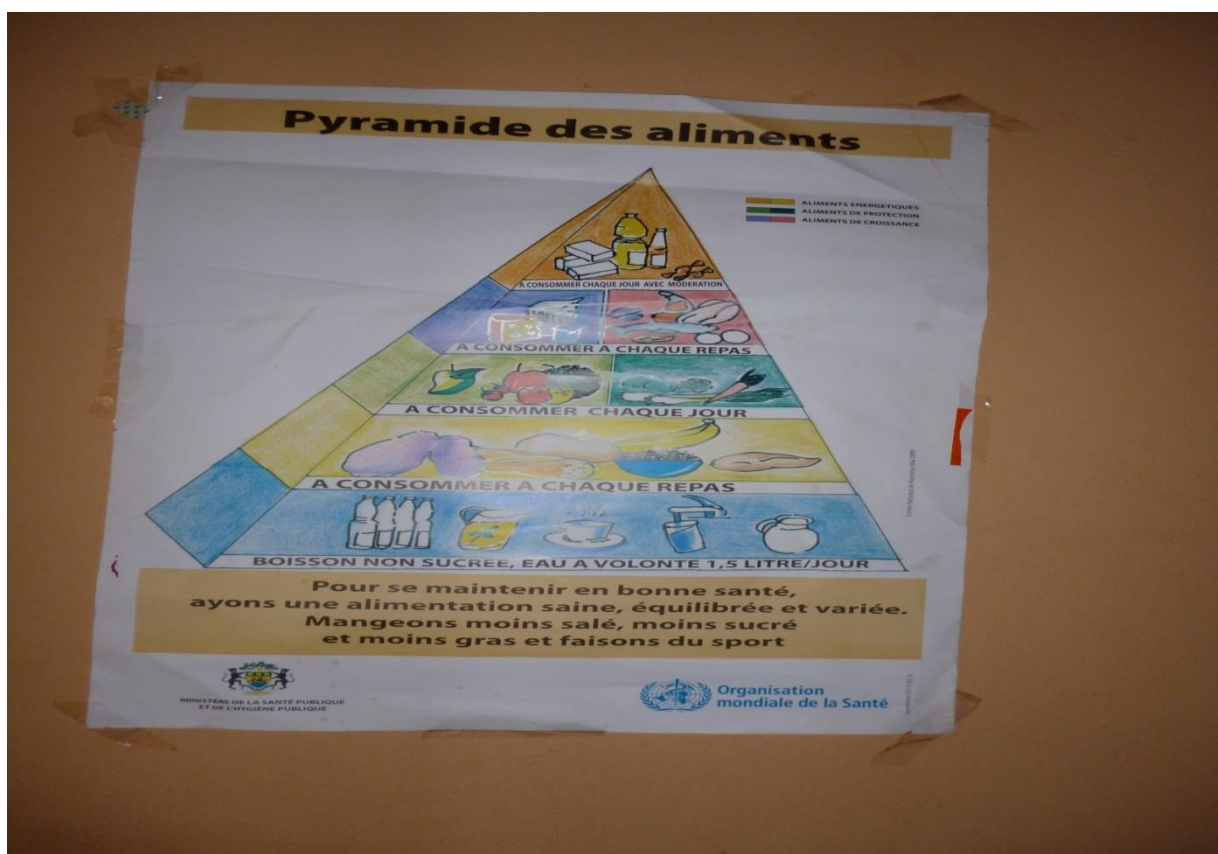 Pyramide des aliments
ALIMENTS ENERGETIQUES
ALIMENTS DE PROTECTION
ALIMENTS DE CROISSANCE
A CONSOMMER CHAQUE JOUR AVEC MODERATION
A CONSOMMER A CHAQUE REPAS
A CONSOMMER CHAQUE JOUR
A CONSOMMER A CHAQUE REPAS
BOISSON NON SUCREE, EAU A VOLONTE 1,5 LITRE/JOUR
Pour se maintenir en bonne santé,
ayons une alimentation saine, équilibrée et variée.
Mangeons moins salé, moins sucré
et moins gras et faisons du sport
MINISTERE DE LA SANTÉ PUBLIQUE
ET DE L'HYGIÈNE PUBLIQUE
Organisation
mondiale de la Santé